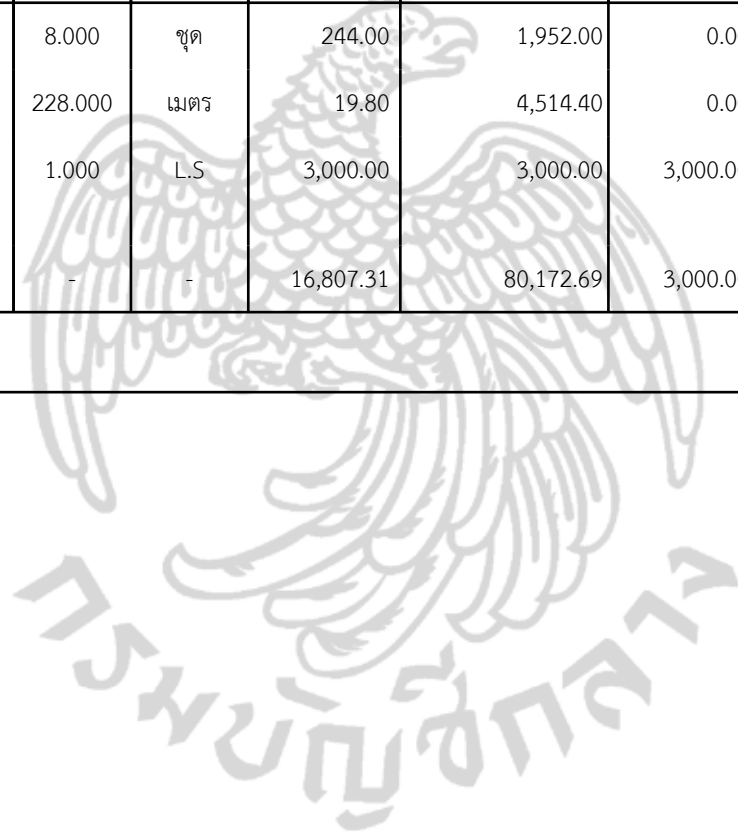 8.000 ชุด 244.00 1,952.00 0.0
228.000 เมตร 19.80 4,514.40 0.0
1.000 L.S 3,000.00 3,000.00 3,000.0
- - 16,807.31 80,172.69 3,000.0
กรมบัญชีกลาง